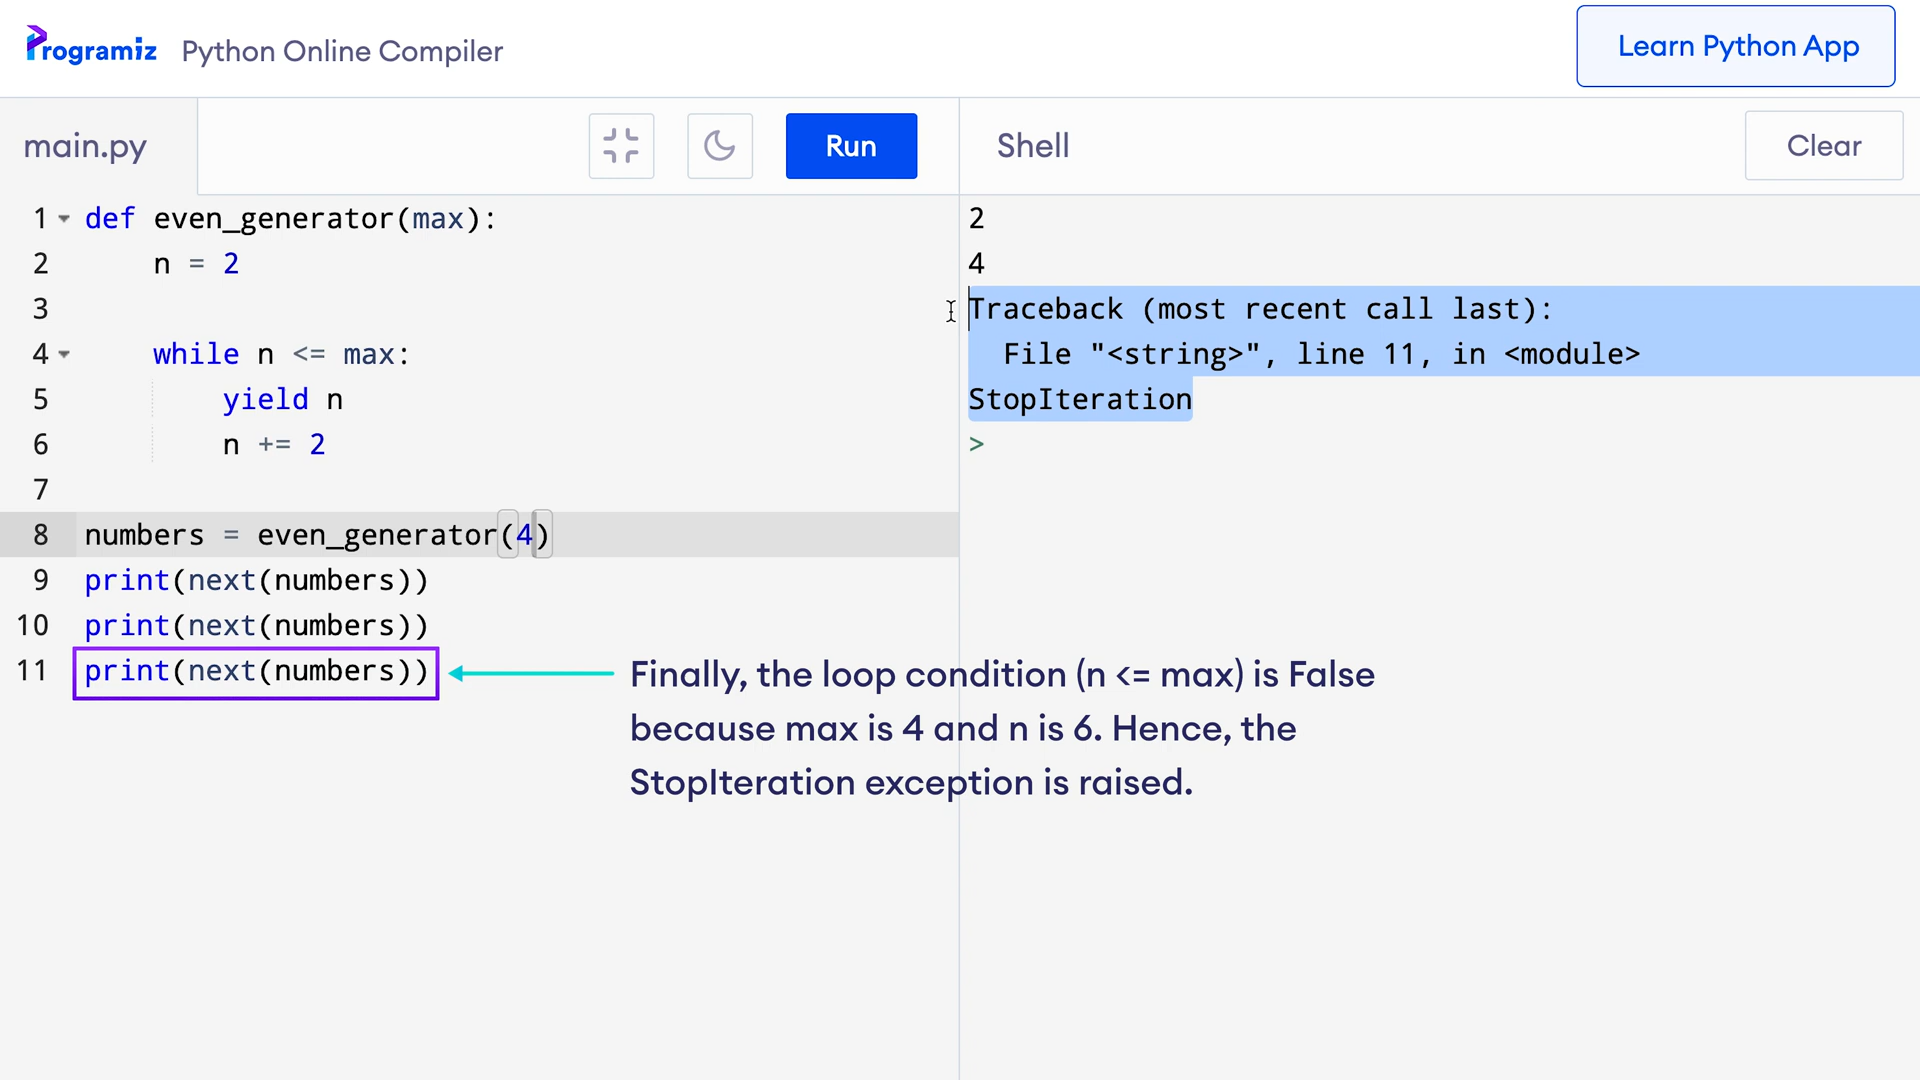 Programiz Python Online Compiler
Learn Python App
main.py
Run
Shell
Clear
1 def even_generator(max):
2     n = 2
3
4     while n <= max:
5         yield n
6         n += 2
7
8 numbers = even_generator(4)
9 print(next(numbers))
10 print(next(numbers))
11 print(next(numbers))
2
4
Traceback (most recent call last):
  File "<string>", line 11, in <module>
StopIteration
>
Finally, the loop condition (n <= max) is False
because max is 4 and n is 6. Hence, the
StopIteration exception is raised.